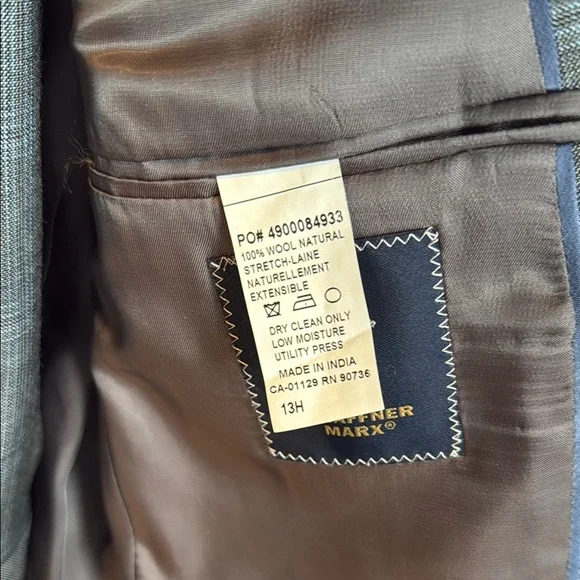 PO# 4900084933
100% WOOL NATURAL
STRETCH-LAINE
NATURELLEMENT
EXTENSIBLE
DRY CLEAN ONLY
LOW MOISTURE
UTILITY PRESS
MADE IN INDIA
CA-01129 RN 90736
13H
AFFNER
MARX®